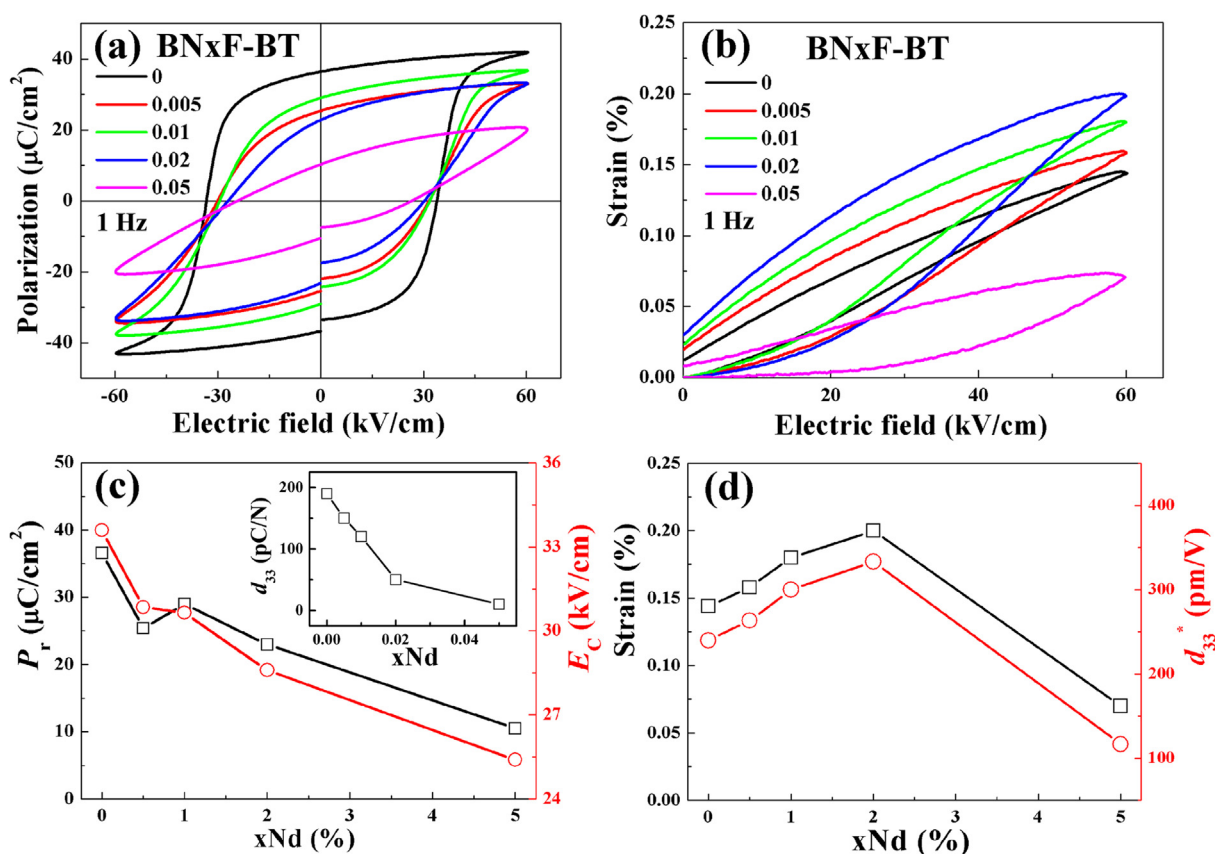 (a) BNxF-BT
0
0.005
0.01
0.02
0.05
1 Hz
40
20
0
-20
-40
Polarization (μC/cm²)
-60 -30 0 30 60
Electric field (kV/cm)
(b) BNxF-BT
0
0.005
0.01
0.02
0.05
1 Hz
0.25
0.20
0.15
0.10
0.05
0.00
Strain (%)
0 20 40 60
Electric field (kV/cm)
(c)
50
40
30
20
10
0
Pr (μC/cm²)
36
33
30
27
24
EC (kV/cm)
0 1 2 3 4 5
xNd (%)
200
100
0
d33 (pC/N)
0.00 0.02 0.04
xNd
(d)
0.25
0.20
0.15
0.10
0.05
0.00
Strain (%)
400
300
200
100
d33* (pm/V)
0 1 2 3 4 5
xNd (%)